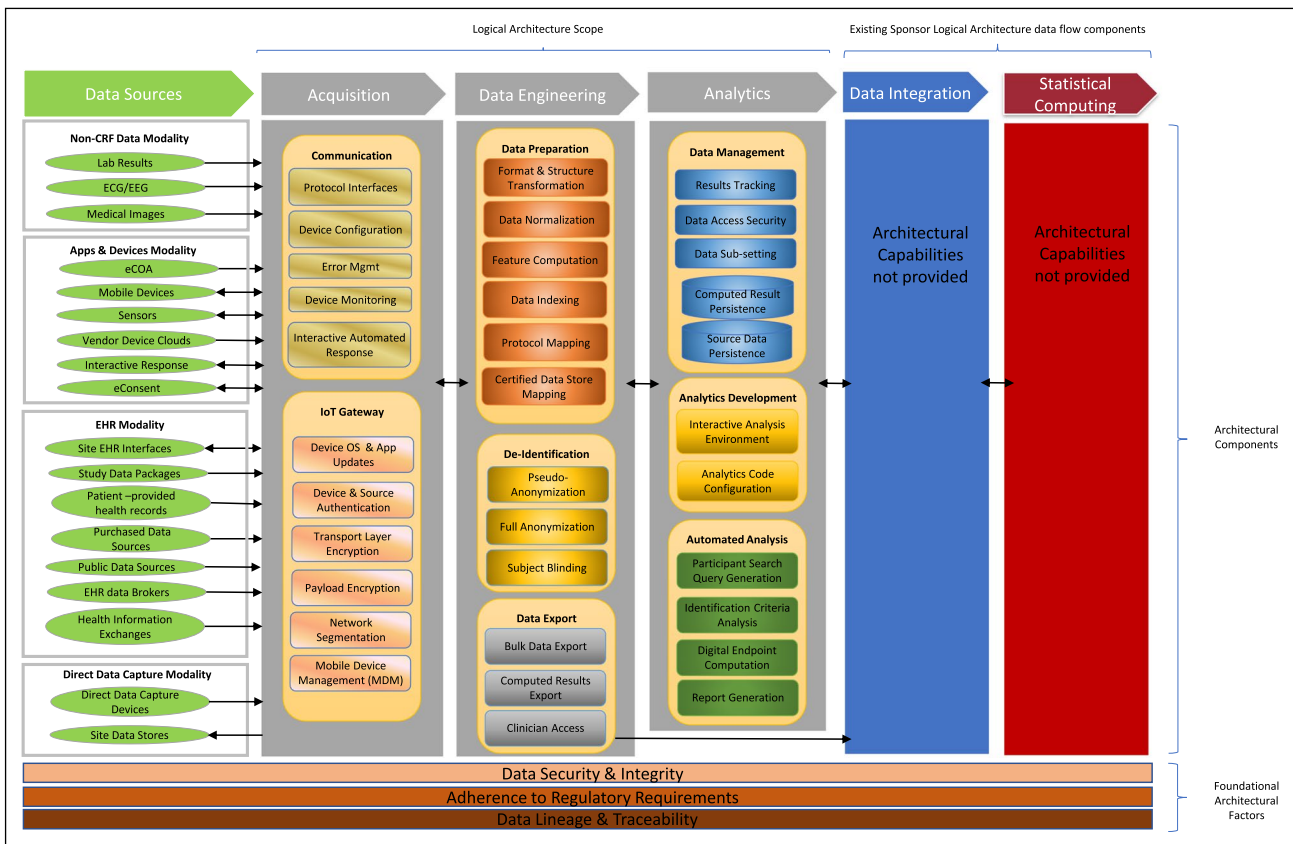 Logical Architecture Scope
Existing Sponsor Logical Architecture data flow components
Data Sources
Acquisition
Data Engineering
Analytics
Data Integration
Statistical
Computing
Non-CRF Data Modality
Lab Results
ECG/EEG
Medical Images
Apps & Devices Modality
eCOA
Mobile Devices
Sensors
Vendor Device Clouds
Interactive Response
eConsent
EHR Modality
Site EHR Interfaces
Study Data Packages
Patient –provided
health records
Purchased Data
Sources
Public Data Sources
EHR data Brokers
Health Information
Exchanges
Direct Data Capture Modality
Direct Data Capture
Devices
Site Data Stores
Communication
Protocol Interfaces
Device Configuration
Error Mgmt
Device Monitoring
Interactive Automated
Response
IoT Gateway
Device OS & App
Updates
Device & Source
Authentication
Transport Layer
Encryption
Payload Encryption
Network
Segmentation
Mobile Device
Management (MDM)
Data Preparation
Format & Structure
Transformation
Data Normalization
Feature Computation
Data Indexing
Protocol Mapping
Certified Data Store
Mapping
De-Identification
Pseudo-
Anonymization
Full Anonymization
Subject Blinding
Data Export
Bulk Data Export
Computed Results
Export
Clinician Access
Data Management
Results Tracking
Data Access Security
Data Sub-setting
Computed Result
Persistence
Source Data
Persistence
Analytics Development
Interactive Analysis
Environment
Analytics Code
Configuration
Automated Analysis
Participant Search
Query Generation
Identification Criteria
Analysis
Digital Endpoint
Computation
Report Generation
Architectural
Capabilities
not provided
Architectural
Capabilities
not provided
Architectural
Components
Data Security & Integrity
Adherence to Regulatory Requirements
Data Lineage & Traceability
Foundational
Architectural
Factors